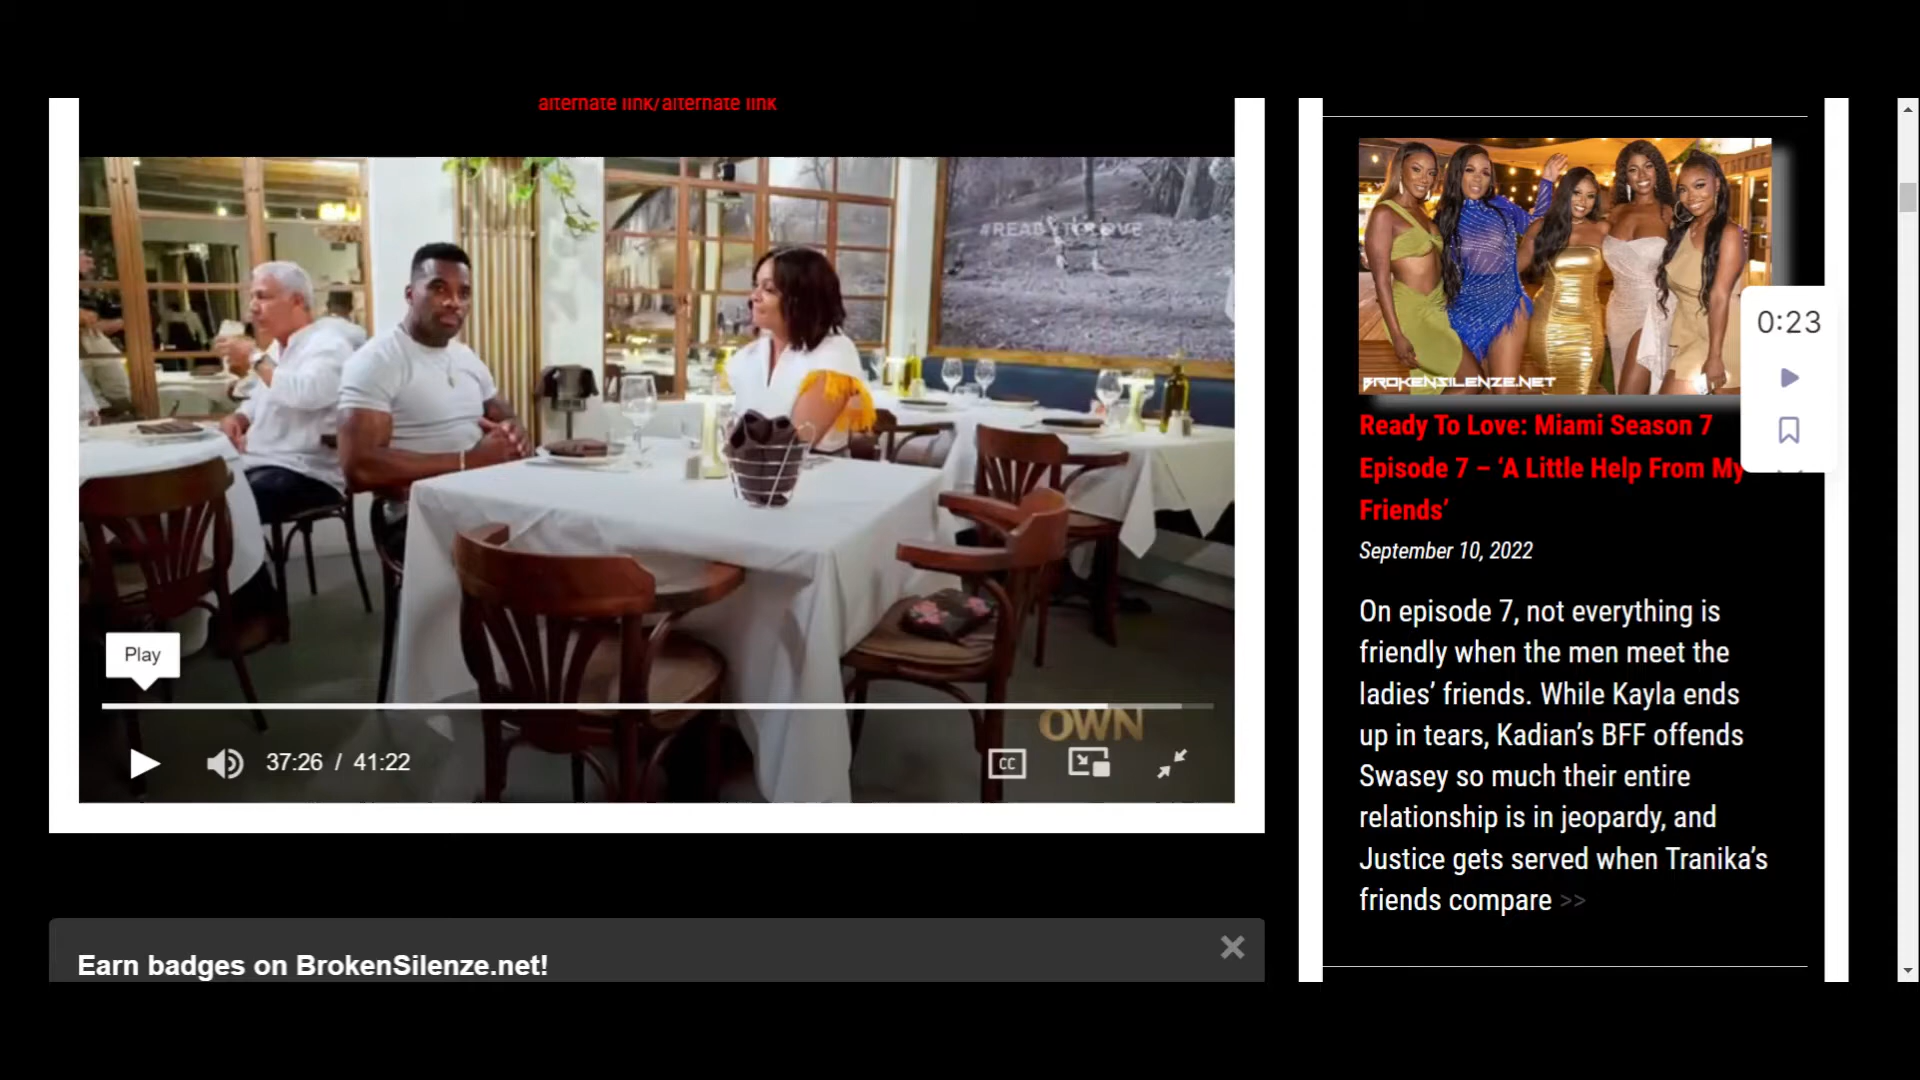 alternate link/alternate link
#READYTOLOVE
Play
OWN
37:26 / 41:22
CC
Earn badges on BrokenSilenze.net!
BROKENSILENZE.NET
0:23
Ready To Love: Miami Season 7
Episode 7 – ‘A Little Help From My
Friends’
September 10, 2022
On episode 7, not everything is
friendly when the men meet the
ladies’ friends. While Kayla ends
up in tears, Kadian’s BFF offends
Swasey so much their entire
relationship is in jeopardy, and
Justice gets served when Tranika’s
friends compare >>